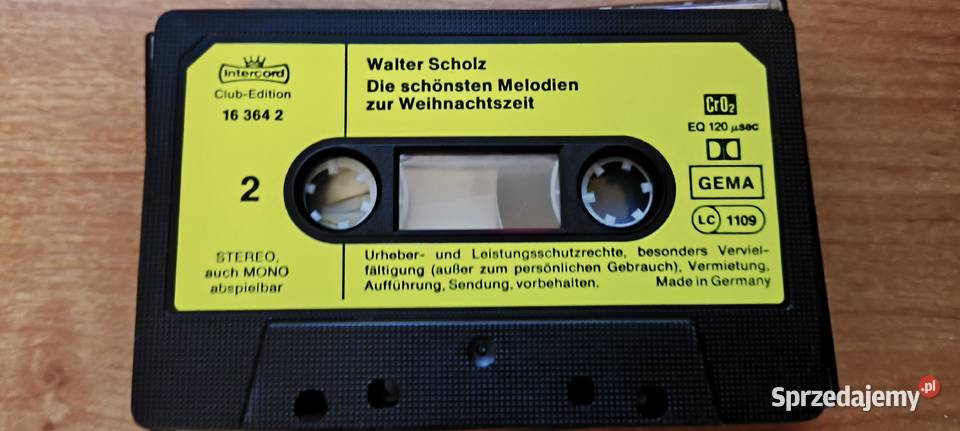 Intercord
Club-Edition
16 364 2
Walter Scholz
Die schönsten Melodien
zur Weihnachtszeit
CrO2
EQ 120 µsec
GEMA
LC 1109
2
STEREO,
auch MONO
abspielbar
Urheber- und Leistungsschutzrechte, besonders Verviel-
fältigung (außer zum persönlichen Gebrauch), Vermietung,
Aufführung, Sendung, vorbehalten. Made in Germany
Sprzedajemy.pl